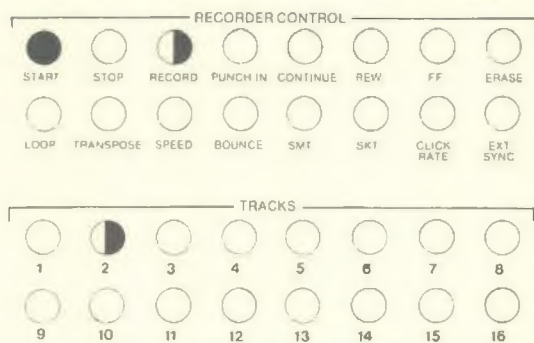 RECORDER CONTROL
START STOP RECORD PUNCH IN CONTINUE REW FF ERASE
LOOP TRANSPOSE SPEED BOUNCE SMT SKT CLICK RATE EXT SYNC
TRACKS
1 2 3 4 5 6 7 8
9 10 11 12 13 14 15 16